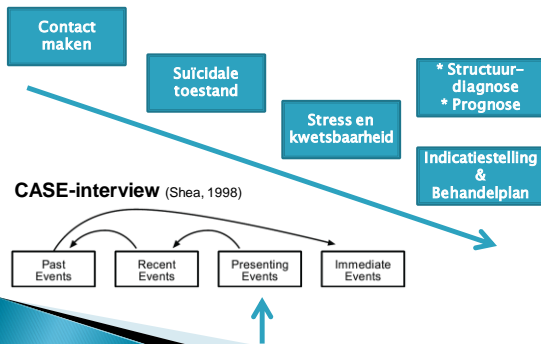 Contact
maken
Suïcidale
toestand
Stress en
kwetsbaarheid
* Structuur-
diagnose
* Prognose
Indicatiestelling
&
Behandelplan
CASE-interview (Shea, 1998)
Past
Events
Recent
Events
Presenting
Events
Immediate
Events